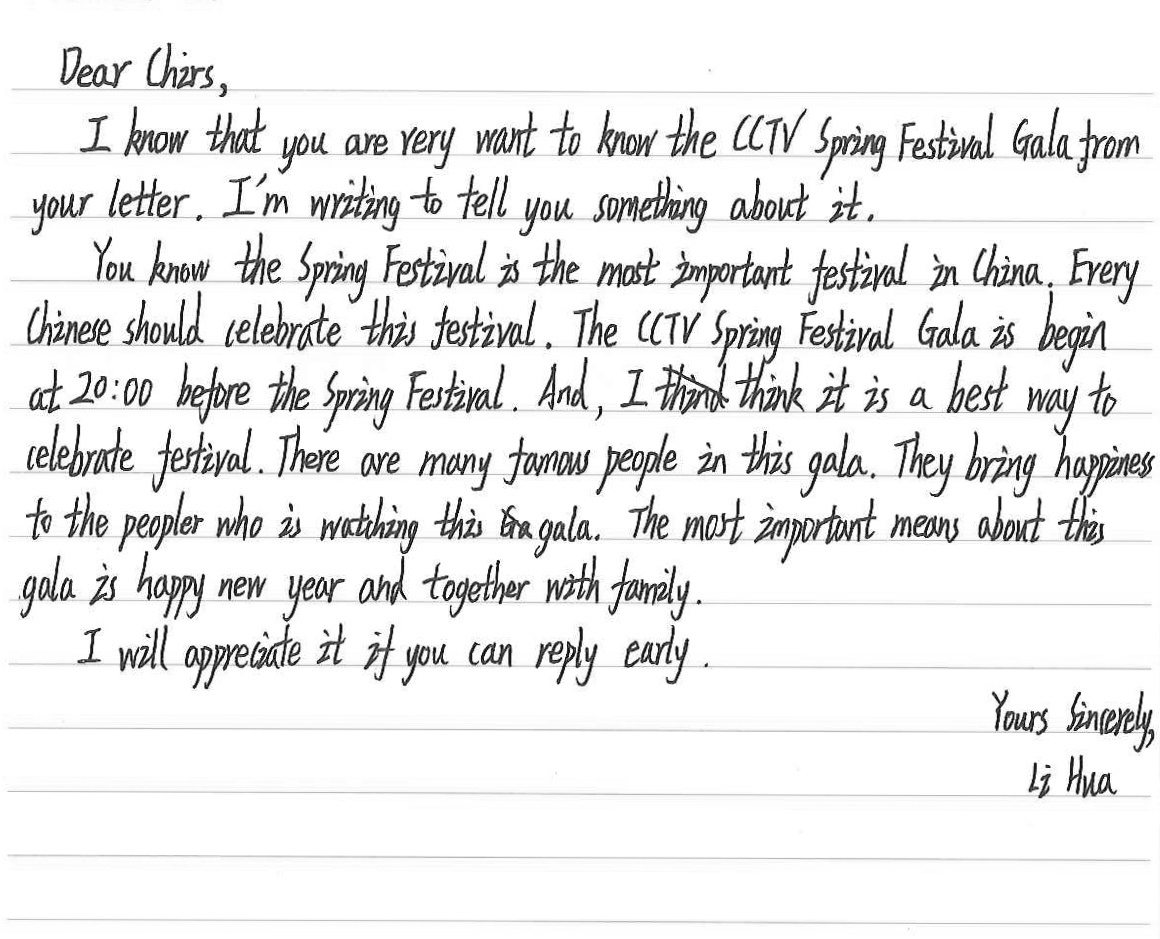 Dear Chirs,
I know that you are very want to know the CCTV Spring Festival Gala from
your letter. I'm writing to tell you something about it.
You know the Spring Festival is the most important festival in China. Every
Chinese should celebrate this festival. The CCTV Spring Festival Gala is begin
at 20:00 before the Spring Festival. And, I think it is a best way to
celebrate festival. There are many famous people in this gala. They bring happiness
to the peopler who is watching this gala. The most important means about this
gala is happy new year and together with family.
I will appreciate it if you can reply early.
Yours Sincerely,
Li Hua